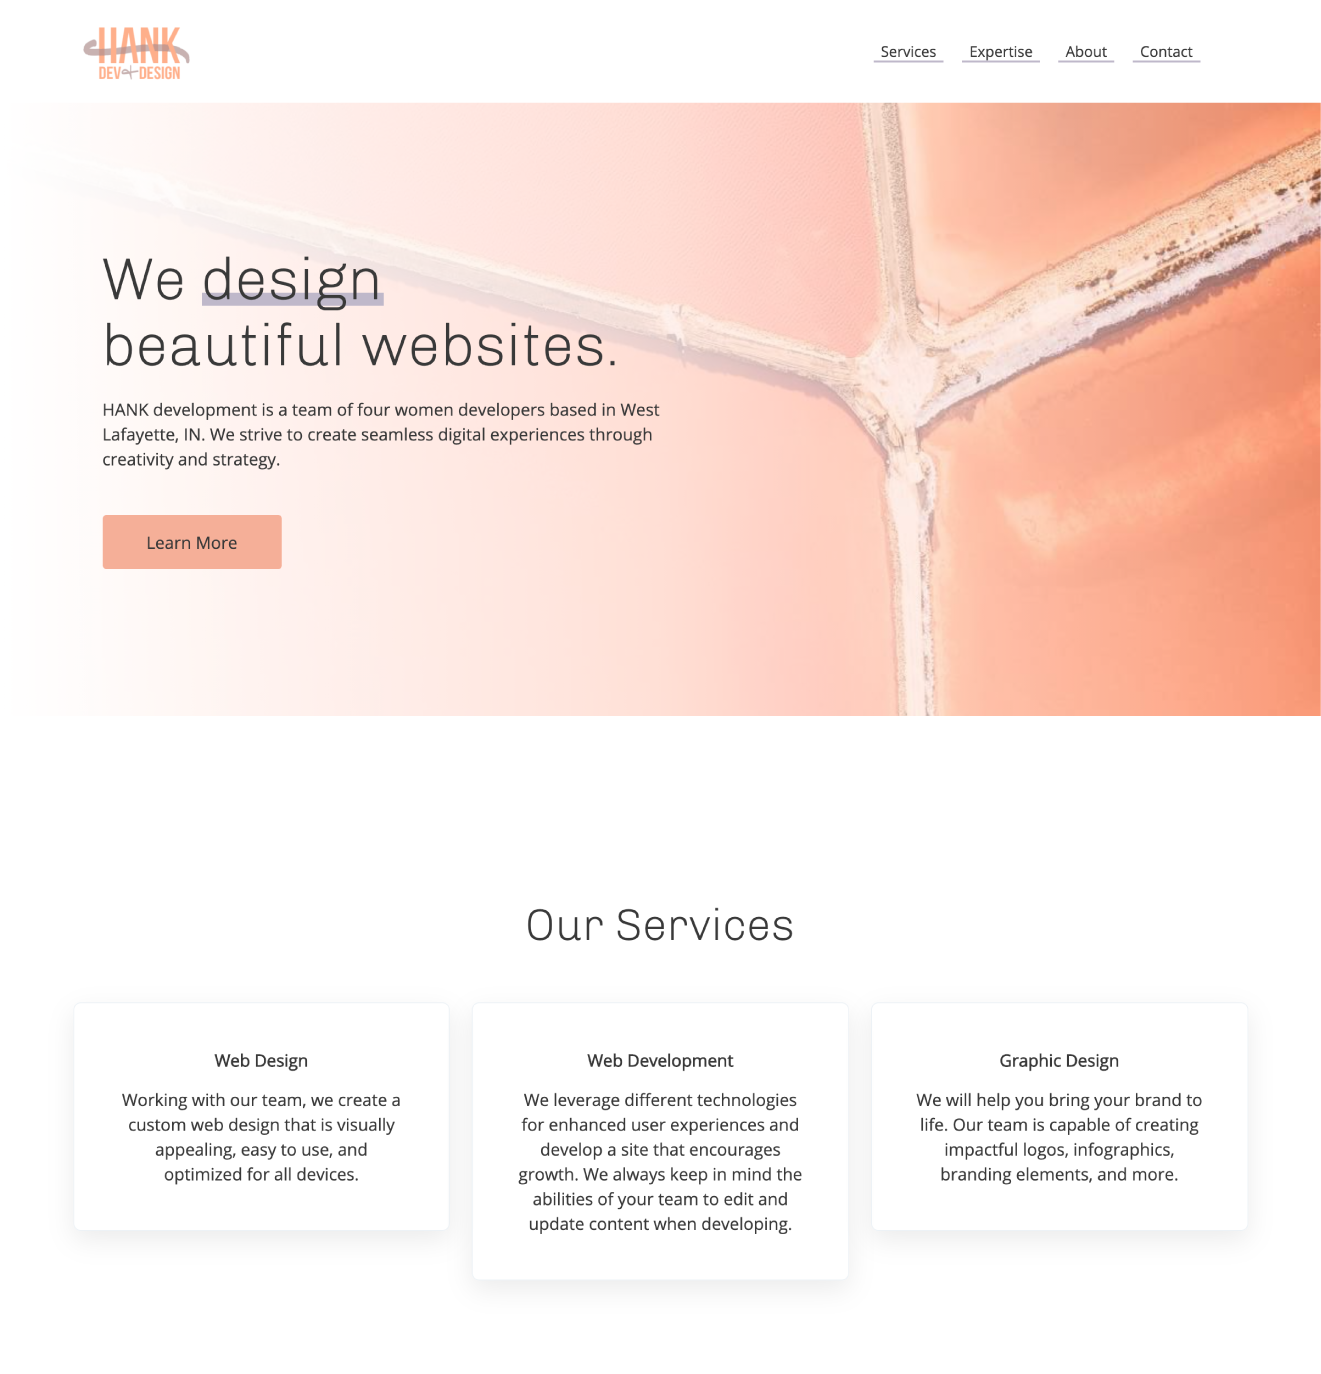 HANK
DEV + DESIGN
Services Expertise About Contact
We design
beautiful websites.
HANK development is a team of four women developers based in West
Lafayette, IN. We strive to create seamless digital experiences through
creativity and strategy.
Learn More
Our Services
Web Design
Working with our team, we create a
custom web design that is visually
appealing, easy to use, and
optimized for all devices.
Web Development
We leverage different technologies
for enhanced user experiences and
develop a site that encourages
growth. We always keep in mind the
abilities of your team to edit and
update content when developing.
Graphic Design
We will help you bring your brand to
life. Our team is capable of creating
impactful logos, infographics,
branding elements, and more.